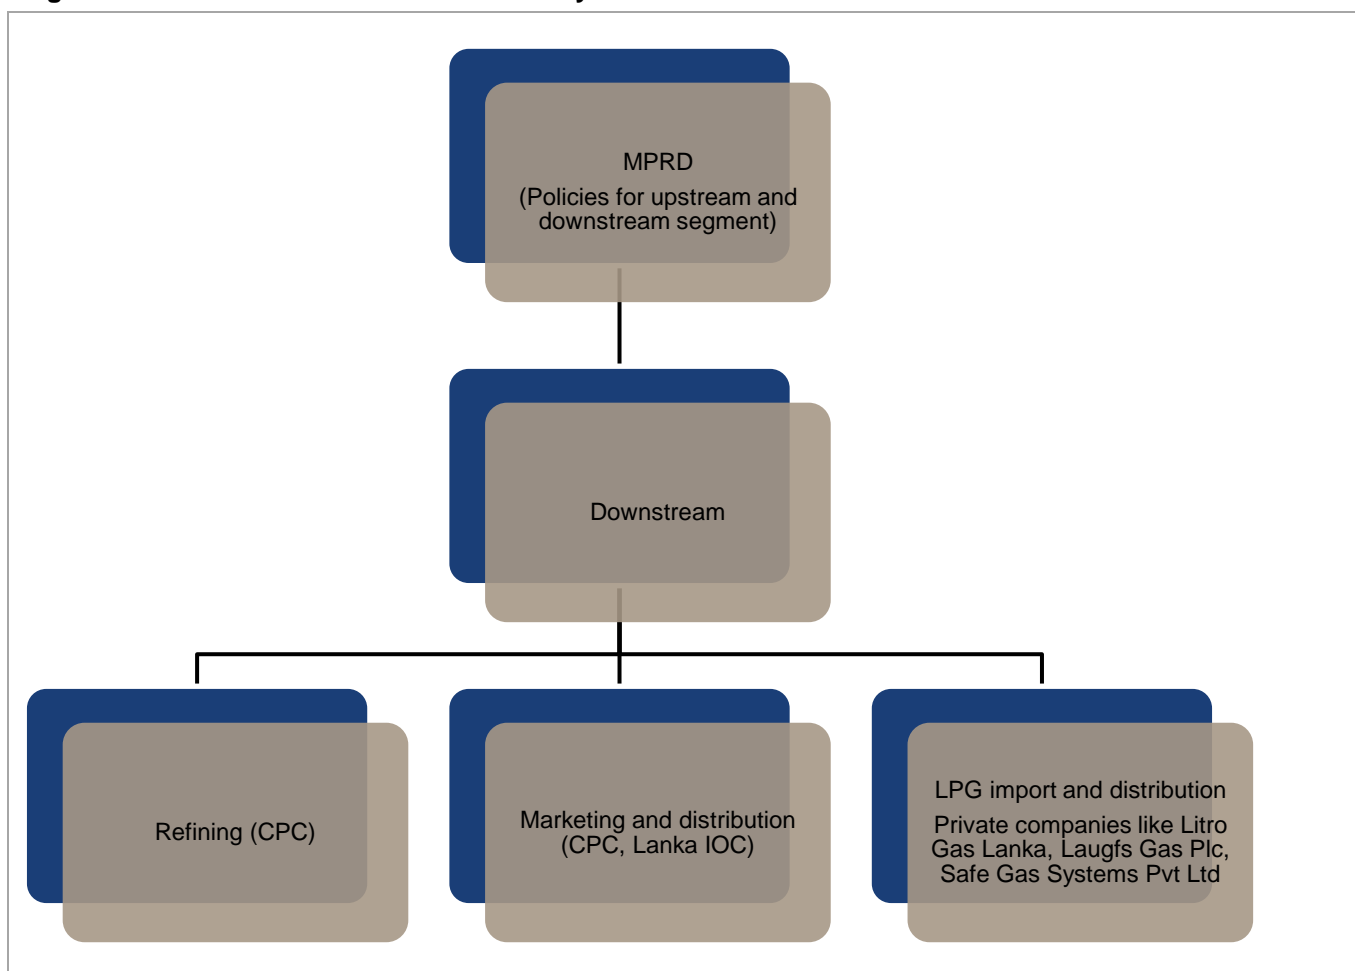 MPRD
(Policies for upstream and
downstream segment)
Downstream
Refining (CPC)
Marketing and distribution
(CPC, Lanka IOC)
LPG import and distribution
Private companies like Litro
Gas Lanka, Laugfs Gas Plc,
Safe Gas Systems Pvt Ltd